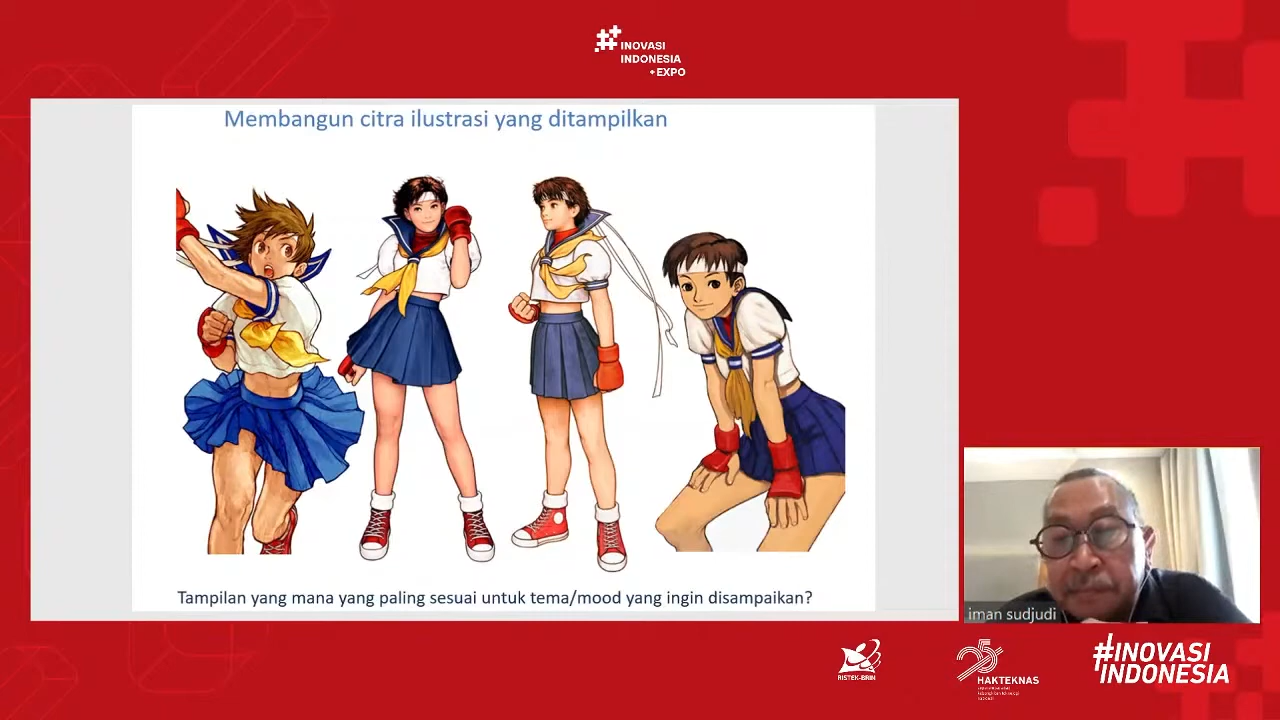 #INOVASI
INDONESIA
+EXPO
Membangun citra ilustrasi yang ditampilkan
Tampilan yang mana yang paling sesuai untuk tema/mood yang ingin disampaikan?
iman sudjudi
RISTEK-BRIN
25
HAKTEKNAS
#INOVASI
INDONESIA